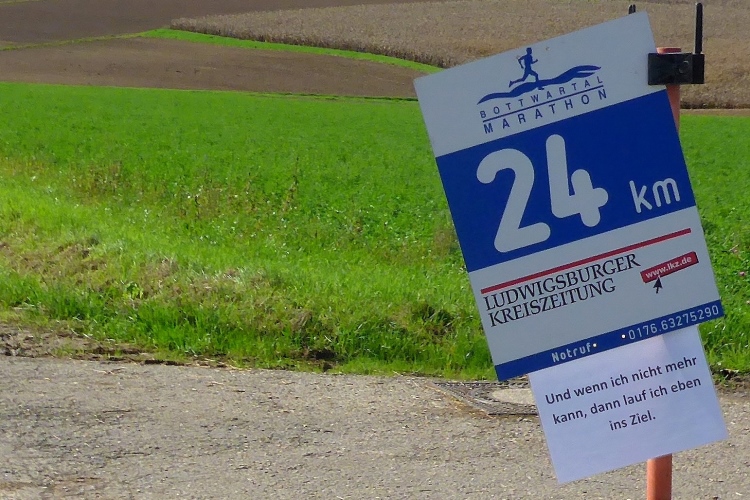 BOTTWARTAL
MARATHON
24 km
LUDWIGSBURGER
KREISZEITUNG
www.lkz.de
Notruf• •0176.63275290
Und wenn ich nicht mehr
kann, dann lauf ich eben
ins Ziel.